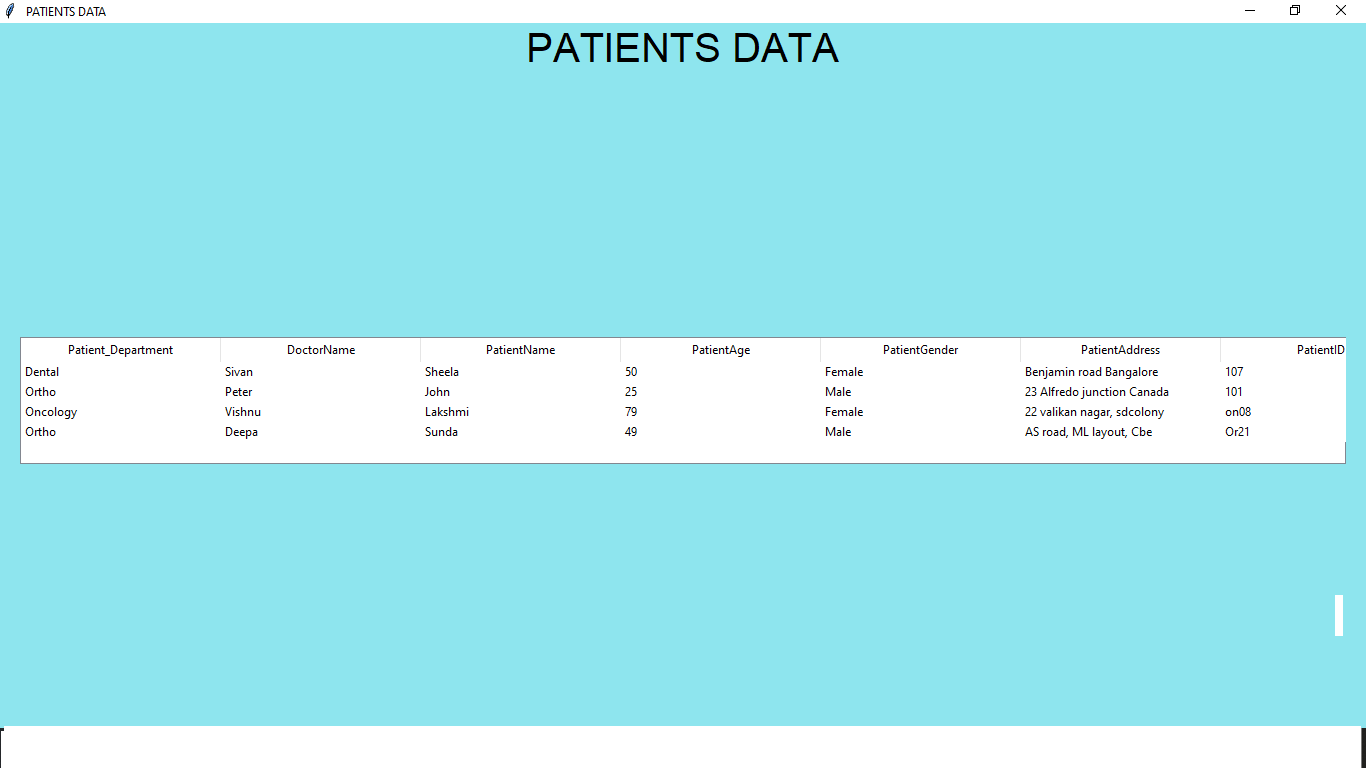 PATIENTS DATA
PATIENTS DATA
Patient_Department DoctorName PatientName PatientAge PatientGender PatientAddress PatientID
Dental Sivan Sheela 50 Female Benjamin road Bangalore 107
Ortho Peter John 25 Male 23 Alfredo junction Canada 101
Oncology Vishnu Lakshmi 79 Female 22 valikan nagar, sdcolony on08
Ortho Deepa Sunda 49 Male AS road, ML layout, Cbe Or21